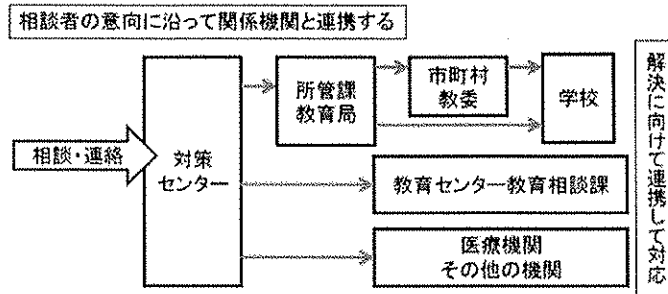 相談者の意向に沿って関係機関と連携する
相談・連絡
対策
センター
所管課
教育局
市町村
教委
学校
教育センター教育相談課
医療機関
その他の機関
解決に向けて連携して対応